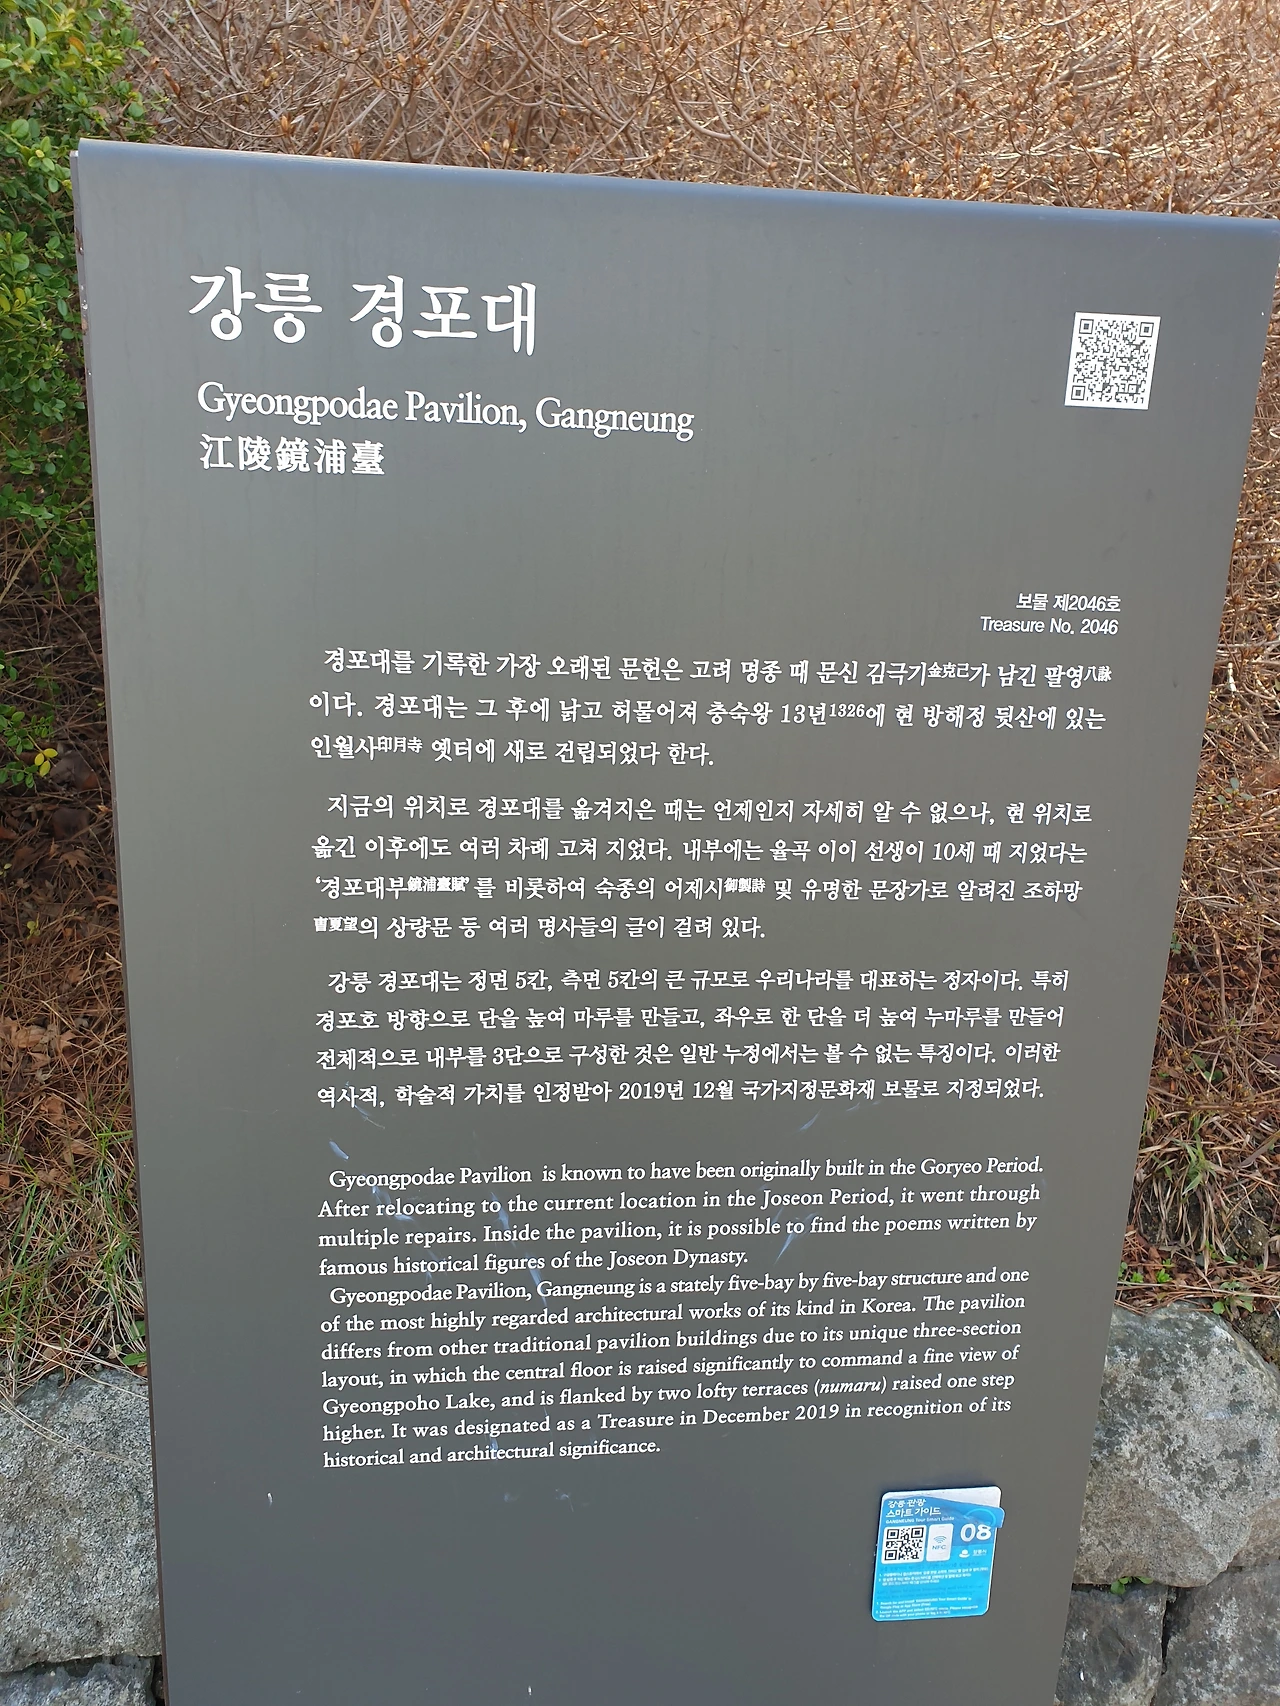 강릉 경포대
Gyeongpodae Pavilion, Gangneung
江陵鏡浦臺
보물 제2046호
Treasure No. 2046
경포대를 기록한 가장 오래된 문헌은 고려 명종 때 문신 김극기金克己가 남긴 팔영八詠
이다. 경포대는 그 후에 낡고 허물어져 충숙왕 13년1326에 현 방해정 뒷산에 있는
인월사印月寺 옛터에 새로 건립되었다 한다.
지금의 위치로 경포대를 옮겨지은 때는 언제인지 자세히 알 수 없으나, 현 위치로
옮긴 이후에도 여러 차례 고쳐 지었다. 내부에는 율곡 이이 선생이 10세 때 지었다는
‘경포대부鏡浦臺賦’를 비롯하여 숙종의 어제시御製詩 및 유명한 문장가로 알려진 조하망
曺夏望의 상량문 등 여러 명사들의 글이 걸려 있다.
강릉 경포대는 정면 5칸, 측면 5칸의 큰 규모로 우리나라를 대표하는 정자이다. 특히
경포호 방향으로 단을 높여 마루를 만들고, 좌우로 한 단을 더 높여 누마루를 만들어
전체적으로 내부를 3단으로 구성한 것은 일반 누정에서는 볼 수 없는 특징이다. 이러한
역사적, 학술적 가치를 인정받아 2019년 12월 국가지정문화재 보물로 지정되었다.
Gyeongpodae Pavilion is known to have been originally built in the Goryeo Period.
After relocating to the current location in the Joseon Period, it went through
multiple repairs. Inside the pavilion, it is possible to find the poems written by
famous historical figures of the Joseon Dynasty.
Gyeongpodae Pavilion, Gangneung is a stately five-bay by five-bay structure and one
of the most highly regarded architectural works of its kind in Korea. The pavilion
differs from other traditional pavilion buildings due to its unique three-section
layout, in which the central floor is raised significantly to command a fine view of
Gyeongpoho Lake, and is flanked by two lofty terraces (numaru) raised one step
higher. It was designated as a Treasure in December 2019 in recognition of its
historical and architectural significance.
강릉 관광
스마트 가이드
GANGNEUNG Tour Smart Guide
08
NFC